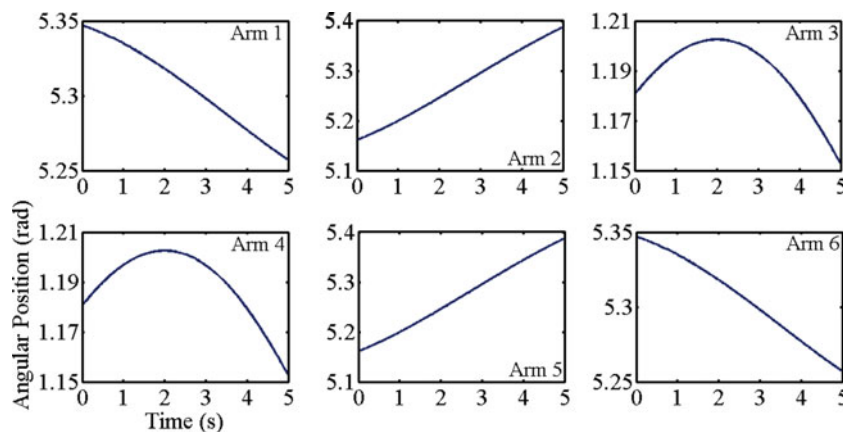 5.35 Arm 1
5.3
5.25
0 1 2 3 4 5
5.4
5.3
5.2
5.1 Arm 2
0 1 2 3 4 5
1.21 Arm 3
1.19
1.17
1.15
0 1 2 3 4 5
Angular Position (rad)
1.21 Arm 4
1.19
1.17
1.15
0 1 2 3 4 5
Time (s)
5.4
5.3
5.2
5.1 Arm 5
0 1 2 3 4 5
5.35 Arm 6
5.3
5.25
0 1 2 3 4 5